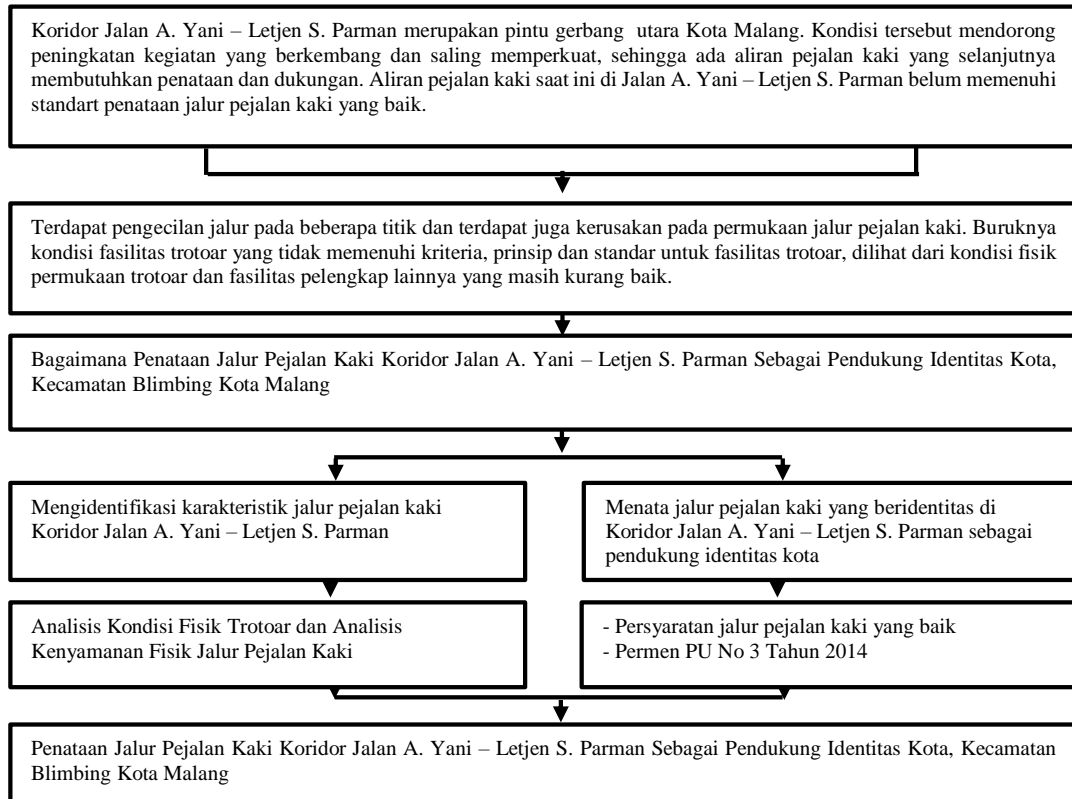 Koridor Jalan A. Yani – Letjen S. Parman merupakan pintu gerbang utara Kota Malang. Kondisi tersebut mendorong
peningkatan kegiatan yang berkembang dan saling memperkuat, sehingga ada aliran pejalan kaki yang selanjutnya
membutuhkan penataan dan dukungan. Aliran pejalan kaki saat ini di Jalan A. Yani – Letjen S. Parman belum memenuhi
standart penataan jalur pejalan kaki yang baik.
Terdapat pengecilan jalur pada beberapa titik dan terdapat juga kerusakan pada permukaan jalur pejalan kaki. Buruknya
kondisi fasilitas trotoar yang tidak memenuhi kriteria, prinsip dan standar untuk fasilitas trotoar, dilihat dari kondisi fisik
permukaan trotoar dan fasilitas pelengkap lainnya yang masih kurang baik.
Bagaimana Penataan Jalur Pejalan Kaki Koridor Jalan A. Yani – Letjen S. Parman Sebagai Pendukung Identitas Kota,
Kecamatan Blimbing Kota Malang
Mengidentifikasi karakteristik jalur pejalan kaki
Koridor Jalan A. Yani – Letjen S. Parman
Menata jalur pejalan kaki yang beridentitas di
Koridor Jalan A. Yani – Letjen S. Parman sebagai
pendukung identitas kota
Analisis Kondisi Fisik Trotoar dan Analisis
Kenyamanan Fisik Jalur Pejalan Kaki
- Persyaratan jalur pejalan kaki yang baik
- Permen PU No 3 Tahun 2014
Penataan Jalur Pejalan Kaki Koridor Jalan A. Yani – Letjen S. Parman Sebagai Pendukung Identitas Kota, Kecamatan
Blimbing Kota Malang